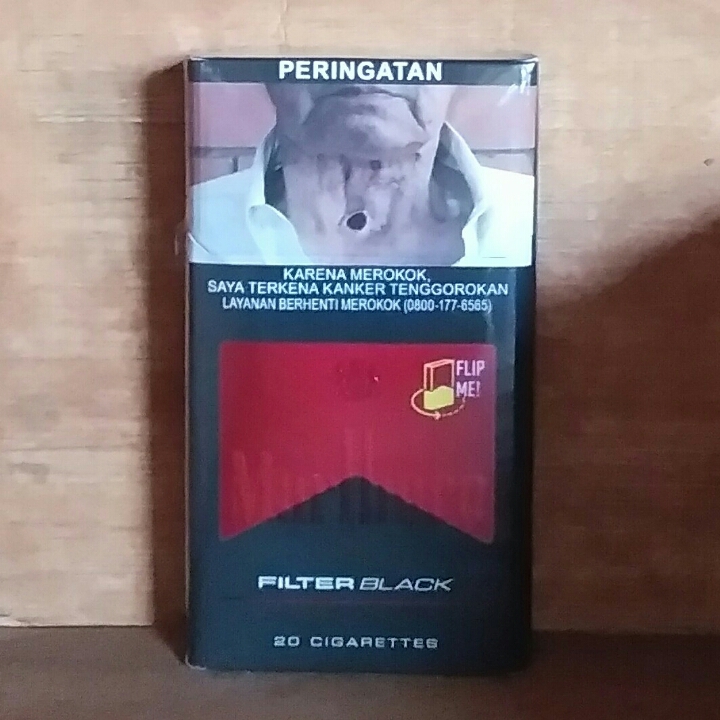 PERINGATAN
KARENA MEROKOK,
SAYA TERKENA KANKER TENGGOROKAN
LAYANAN BERHENTI MEROKOK (0800-177-6565)
FLIP
ME!
Marlboro
FILTER BLACK
20 CIGARETTES